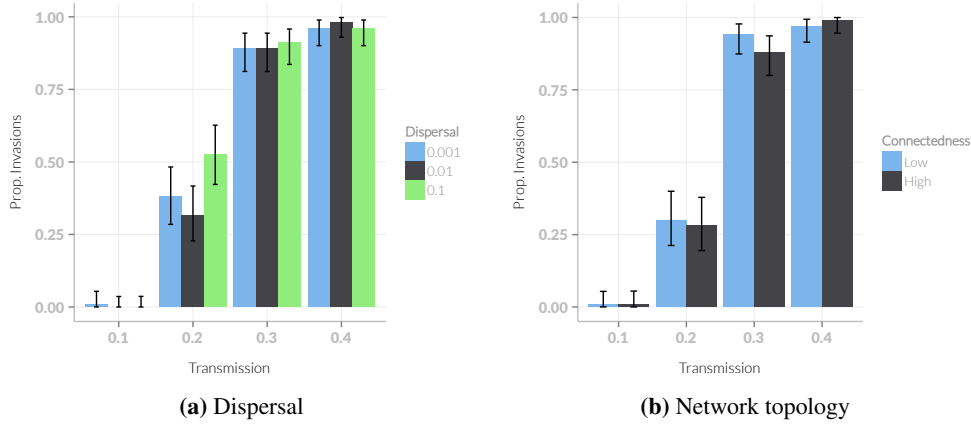 1.00
0.75
0.50
0.25
0.00
Prop. Invasions
0.1 0.2 0.3 0.4
Transmission
Dispersal
0.001
0.01
0.1
(a) Dispersal
1.00
0.75
0.50
0.25
0.00
Prop. Invasions
0.1 0.2 0.3 0.4
Transmission
Connectedness
Low
High
(b) Network topology